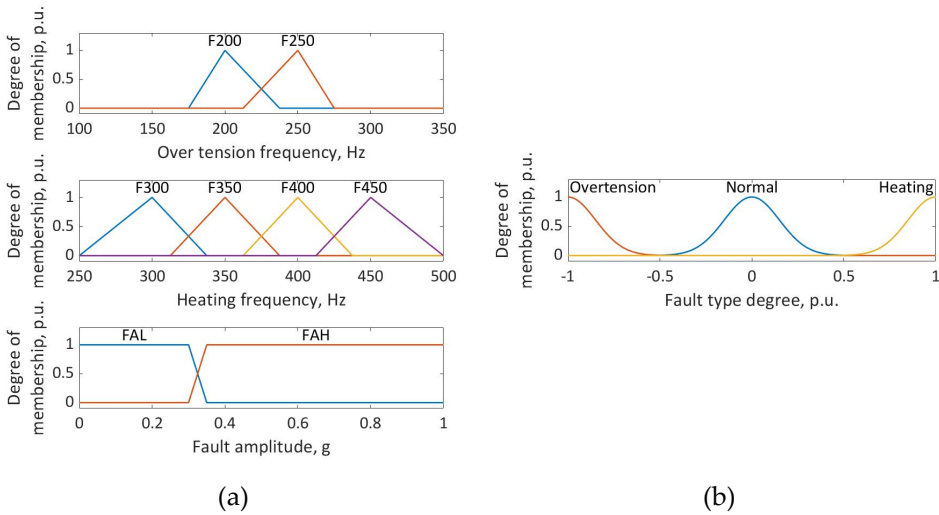 Degree of
membership, p.u.
F200 F250
1
0.5
0
100 150 200 250 300 350
Over tension frequency, Hz
Degree of
membership, p.u.
F300 F350 F400 F450
1
0.5
0
250 300 350 400 450 500
Heating frequency, Hz
Degree of
membership, p.u.
FAL FAH
1
0.5
0
0 0.2 0.4 0.6 0.8 1
Fault amplitude, g
(a)
Degree of
membership, p.u.
Overtension Normal Heating
1
0.5
0
-1 -0.5 0 0.5 1
Fault type degree, p.u.
(b)